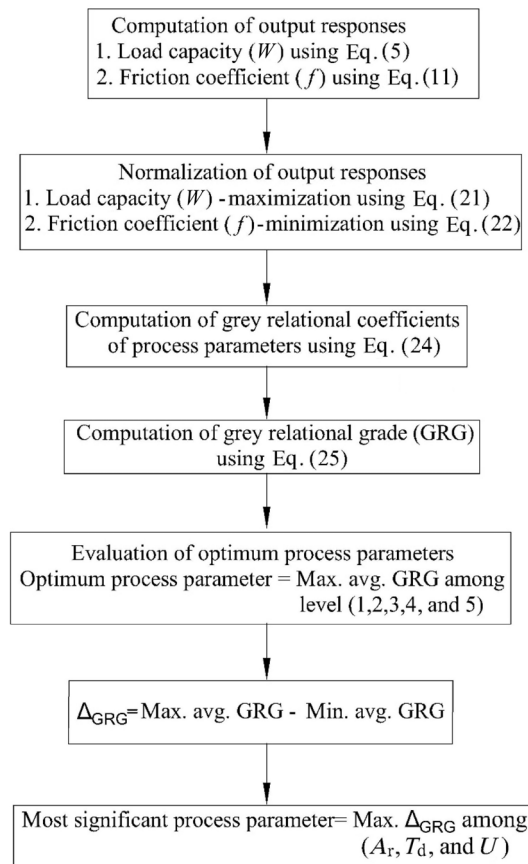 Computation of output responses
1. Load capacity (W) using Eq. (5)
2. Friction coefficient (f) using Eq. (11)
Normalization of output responses
1. Load capacity (W) -maximization using Eq. (21)
2. Friction coefficient (f)-minimization using Eq. (22)
Computation of grey relational coefficients
of process parameters using Eq. (24)
Computation of grey relational grade (GRG)
using Eq. (25)
Evaluation of optimum process parameters
Optimum process parameter = Max. avg. GRG among
level (1,2,3,4, and 5)
Δ_GRG= Max. avg. GRG - Min. avg. GRG
Most significant process parameter= Max. Δ_GRG among
(A_r, T_d, and U)